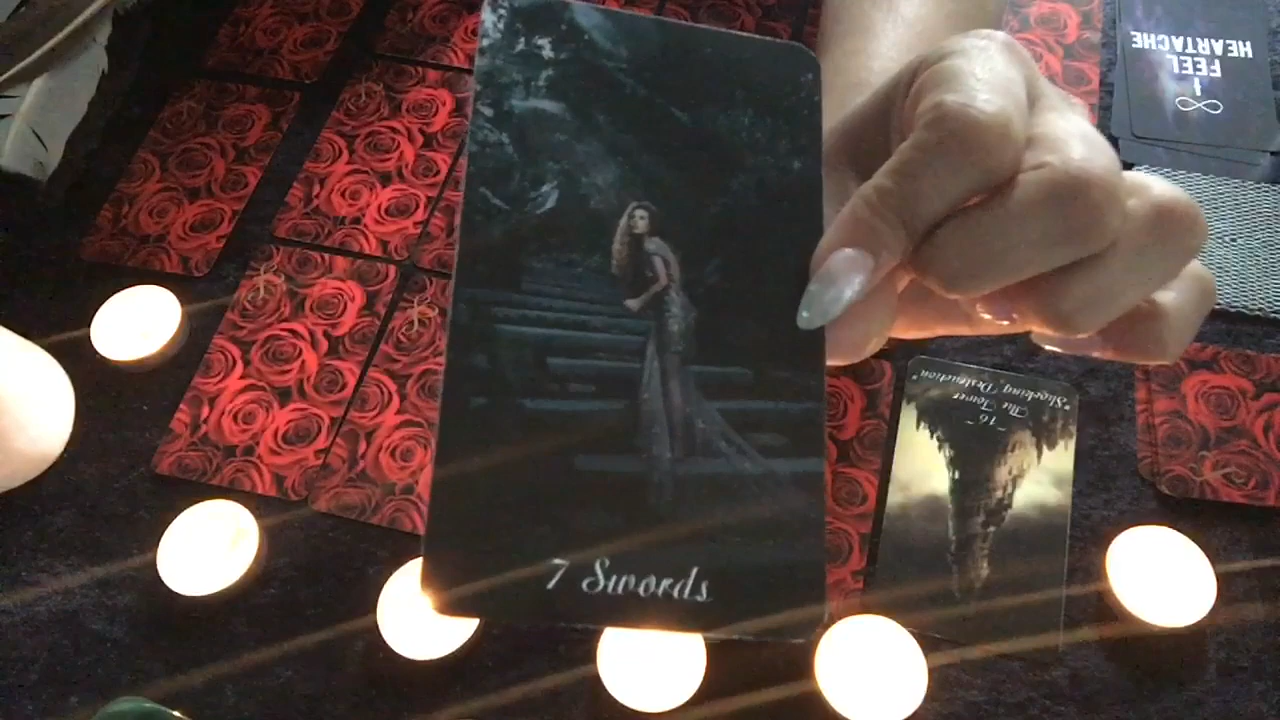 FEEL
HEARTACHE
7 Swords
~16~
The Tower
"Shocking Destruction"